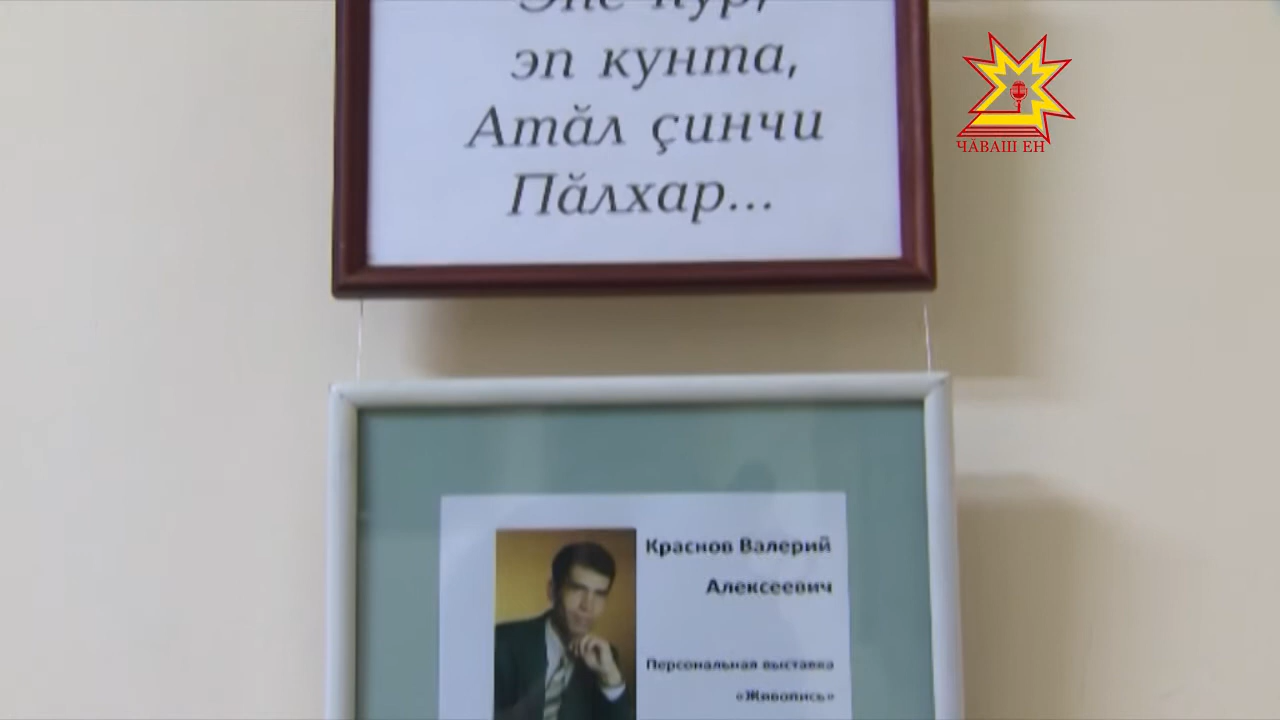 эп кунта,
Атӑл ҫинчи
Пӑлхар...
ЧӐВАШ ЕН
Краснов Валерий
Алексеевич
Персональная выставка
«Живопись»